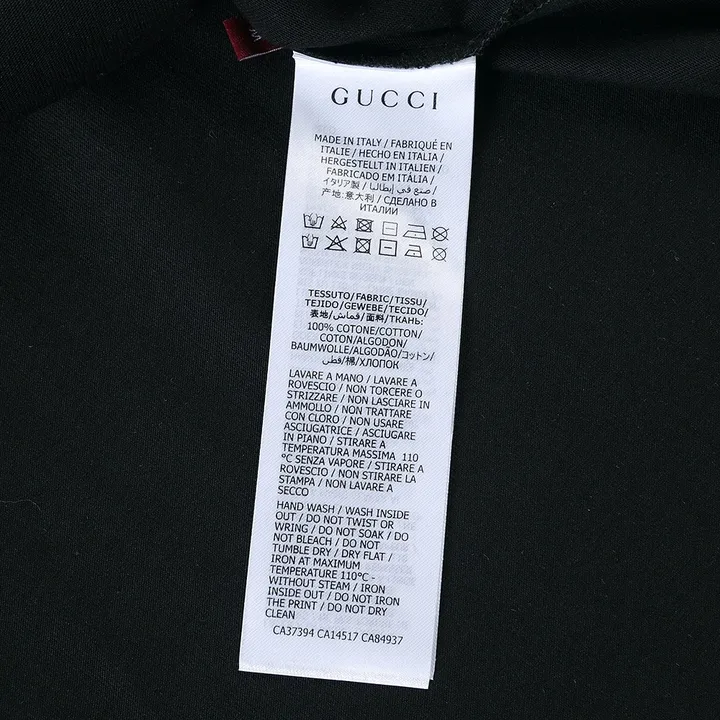 M
GUCCI
MADE IN ITALY / FABRIQUÉ EN
ITALIE / HECHO EN ITALIA /
HERGESTELLT IN ITALIEN /
FABRICADO EM ITÁLIA /
イタリア製 / صنع في إيطاليا /
产地:意大利 / СДЕЛАНО В
ИТАЛИИ
TESSUTO/FABRIC/TISSU/
TEJIDO/GEWEBE/TECIDO/
表地/قماش/面料/ТКАНЬ:
100% COTONE/COTTON/
COTON/ALGODON/
BAUMWOLLE/ALGODÃO/コットン/
قطن/棉/ХЛОПОК
LAVARE A MANO / LAVARE A
ROVESCIO / NON TORCERE O
STRIZZARE / NON LASCIARE IN
AMMOLLO / NON TRATTARE
CON CLORO / NON USARE
ASCIUGATRICE / ASCIUGARE
IN PIANO / STIRARE A
TEMPERATURA MASSIMA 110
°C SENZA VAPORE / STIRARE A
ROVESCIO / NON STIRARE LA
STAMPA / NON LAVARE A
SECCO
HAND WASH / WASH INSIDE
OUT / DO NOT TWIST OR
WRING / DO NOT SOAK / DO
NOT BLEACH / DO NOT
TUMBLE DRY / DRY FLAT /
IRON AT MAXIMUM
TEMPERATURE 110°C -
WITHOUT STEAM / IRON
INSIDE OUT / DO NOT IRON
THE PRINT / DO NOT DRY
CLEAN
CA37394 CA14517 CA84937